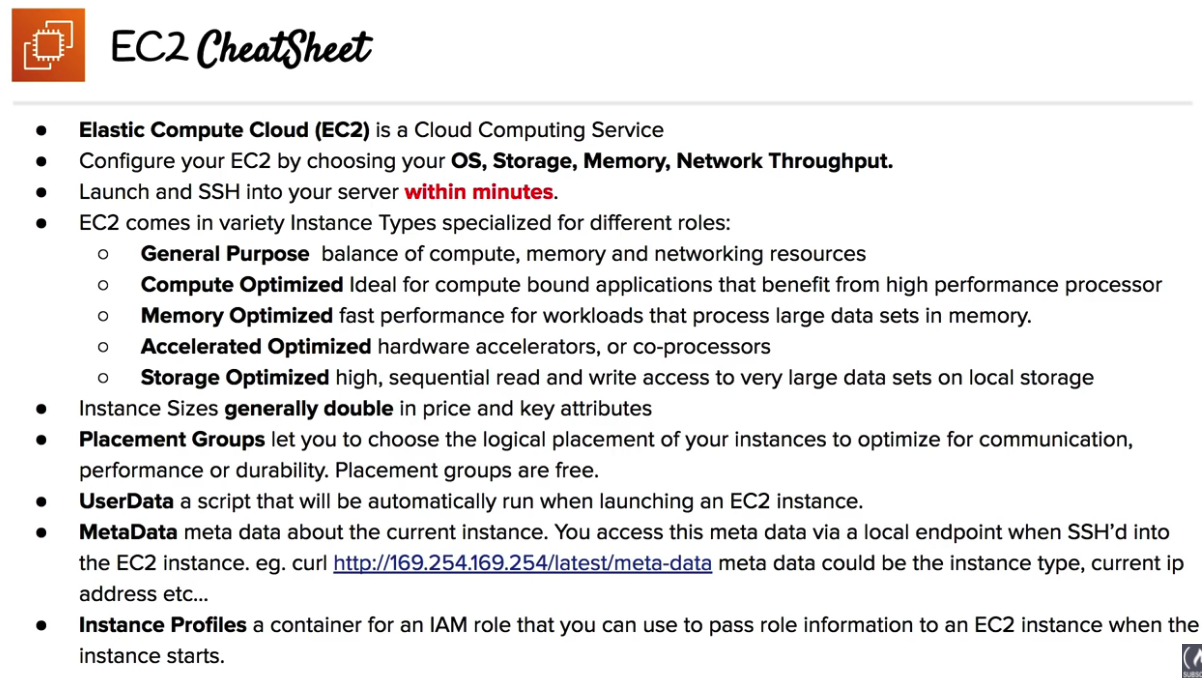 EC2 CheatSheet
● Elastic Compute Cloud (EC2) is a Cloud Computing Service
● Configure your EC2 by choosing your OS, Storage, Memory, Network Throughput.
● Launch and SSH into your server within minutes.
● EC2 comes in variety Instance Types specialized for different roles:
○ General Purpose  balance of compute, memory and networking resources
○ Compute Optimized Ideal for compute bound applications that benefit from high performance processor
○ Memory Optimized fast performance for workloads that process large data sets in memory.
○ Accelerated Optimized hardware accelerators, or co-processors
○ Storage Optimized high, sequential read and write access to very large data sets on local storage
● Instance Sizes generally double in price and key attributes
● Placement Groups let you to choose the logical placement of your instances to optimize for communication,
performance or durability. Placement groups are free.
● UserData a script that will be automatically run when launching an EC2 instance.
● MetaData meta data about the current instance. You access this meta data via a local endpoint when SSH’d into
the EC2 instance. eg. curl http://169.254.169.254/latest/meta-data meta data could be the instance type, current ip
address etc...
● Instance Profiles a container for an IAM role that you can use to pass role information to an EC2 instance when the
instance starts.